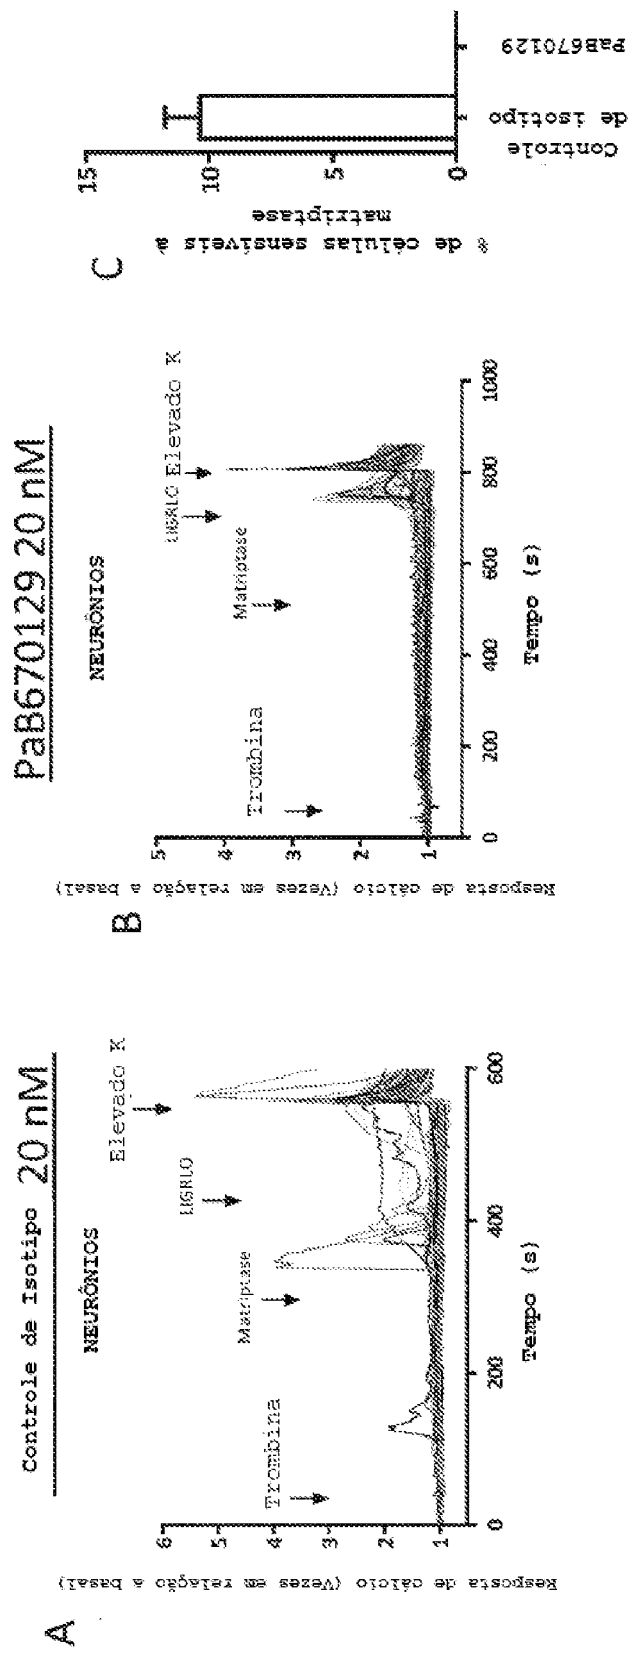 A
Controle de Isotipo 20 nM
NEURÔNIOS
Resposta de cálcio (Vezes em relação a basal)
6
5
4
3
2
1
Trombina
Matriptase
LIGRLO
Elevado K
0
200
400
600
Tempo (s)
B
PaB670129 20 nM
NEURÔNIOS
Resposta de cálcio (Vezes em relação a basal)
5
4
3
2
1
Trombina
Matriptase
LIGRLO
Elevado K
0
200
400
600
800
1000
Tempo (s)
C
% de células sensíveis à
matriptase
15
10
5
0
Controle
de isotipo
PaB670129